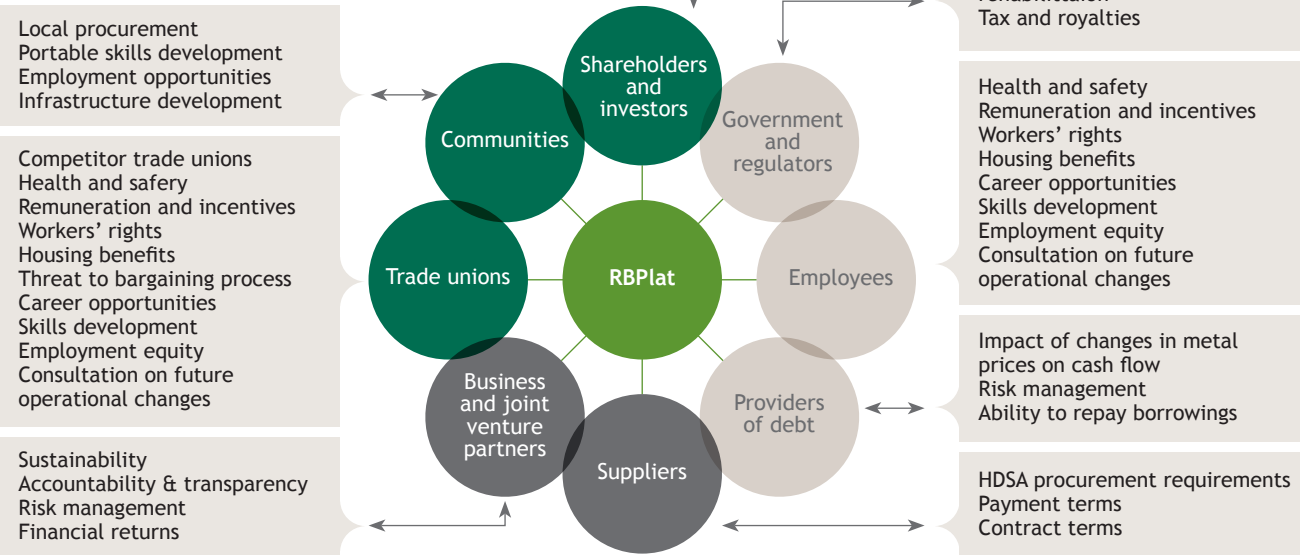 Local procurement
Portable skills development
Employment opportunities
Infrastructure development
Competitor trade unions
Health and safery
Remuneration and incentives
Workers’ rights
Housing benefits
Threat to bargaining process
Career opportunities
Skills development
Employment equity
Consultation on future
operational changes
Sustainability
Accountability & transparency
Risk management
Financial returns
Shareholders
and
investors
Communities
Government
and
regulators
Trade unions
RBPlat
Employees
Business
and joint
venture
partners
Providers
of debt
Suppliers
Tax and royalties
Health and safety
Remuneration and incentives
Workers’ rights
Housing benefits
Career opportunities
Skills development
Employment equity
Consultation on future
operational changes
Impact of changes in metal
prices on cash flow
Risk management
Ability to repay borrowings
HDSA procurement requirements
Payment terms
Contract terms